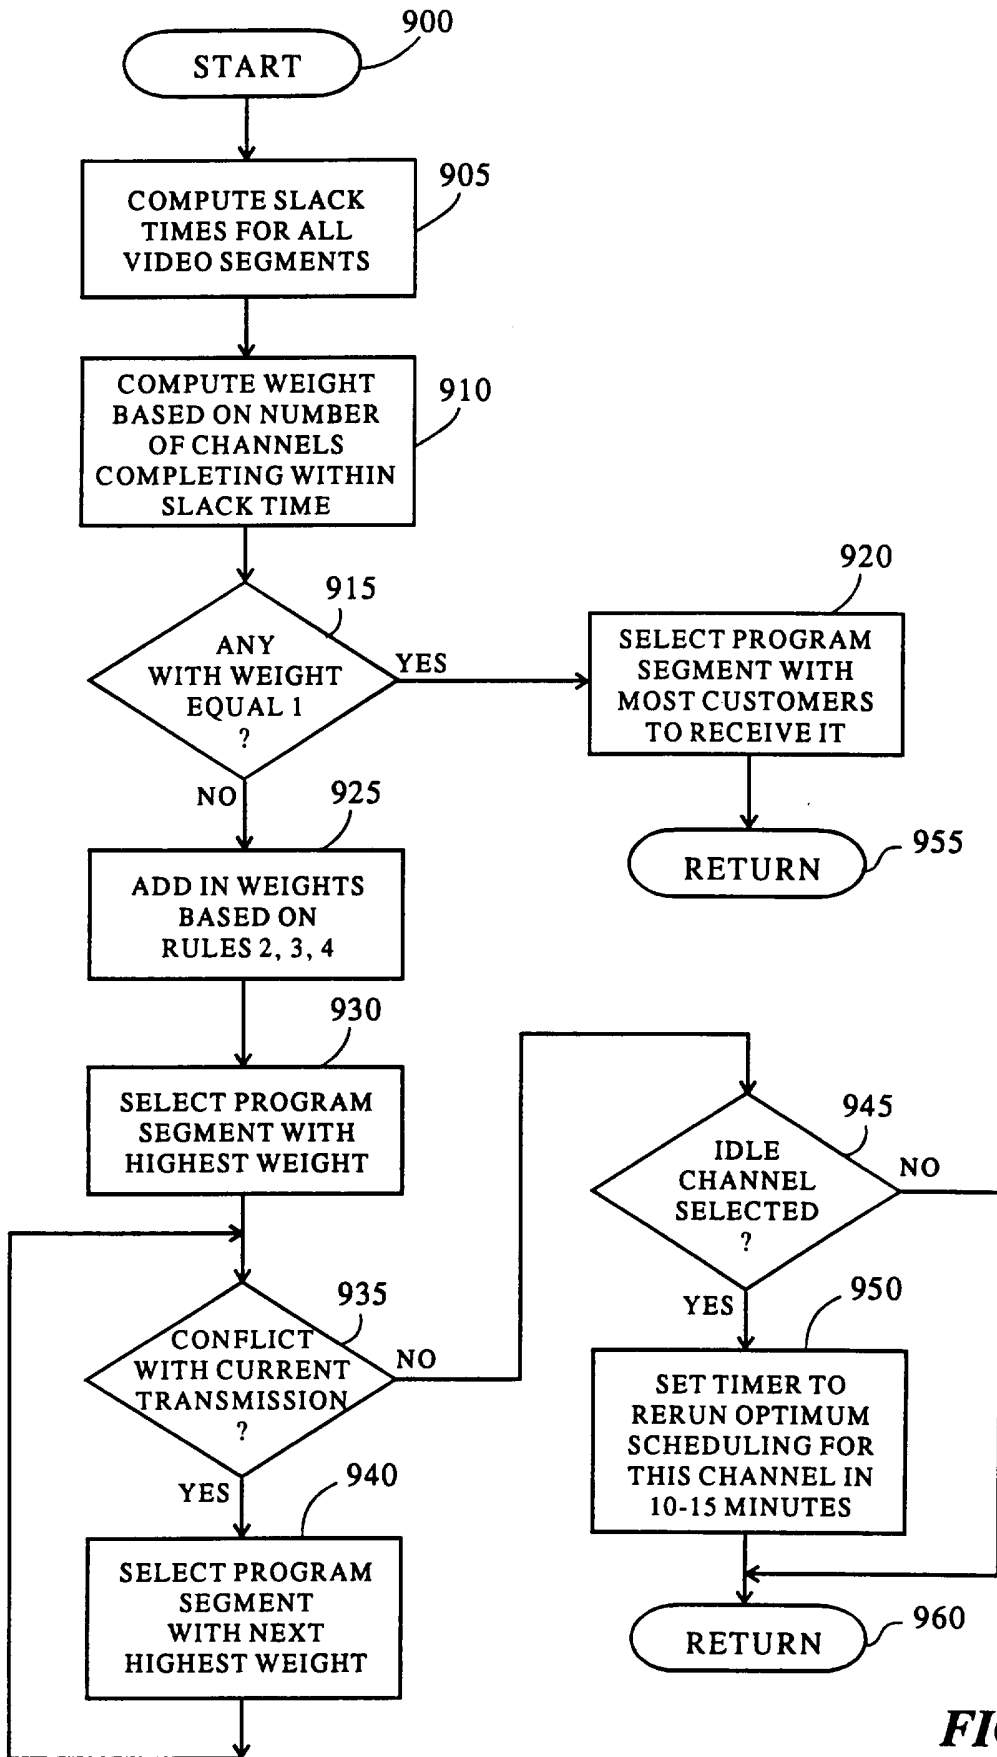 900
START
905
COMPUTE SLACK
TIMES FOR ALL
VIDEO SEGMENTS
910
COMPUTE WEIGHT
BASED ON NUMBER
OF CHANNELS
COMPLETING WITHIN
SLACK TIME
915
ANY
WITH WEIGHT
EQUAL 1
?
YES
NO
920
SELECT PROGRAM
SEGMENT WITH
MOST CUSTOMERS
TO RECEIVE IT
RETURN
955
925
ADD IN WEIGHTS
BASED ON
RULES 2, 3, 4
930
SELECT PROGRAM
SEGMENT WITH
HIGHEST WEIGHT
935
CONFLICT
WITH CURRENT
TRANSMISSION
?
NO
YES
940
SELECT PROGRAM
SEGMENT
WITH NEXT
HIGHEST WEIGHT
945
IDLE
CHANNEL
SELECTED
?
NO
YES
950
SET TIMER TO
RERUN OPTIMUM
SCHEDULING FOR
THIS CHANNEL IN
10-15 MINUTES
RETURN
960